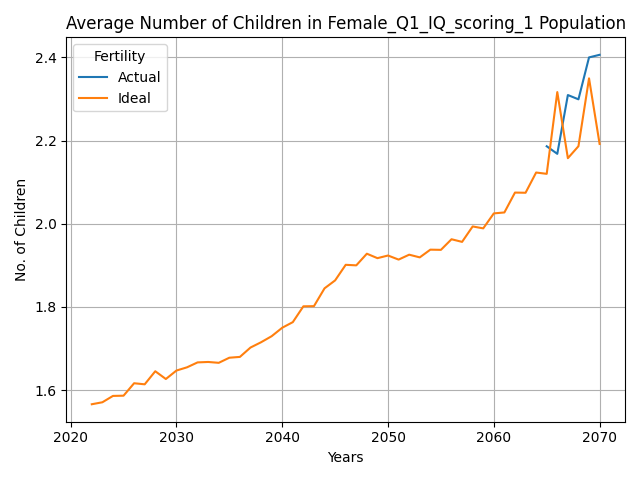 Average Number of Children in Female_Q1_IQ_scoring_1 Population
Fertility
Actual
Ideal
No. of Children
2.4
2.2
2.0
1.8
1.6
2020 2030 2040 2050 2060 2070
Years